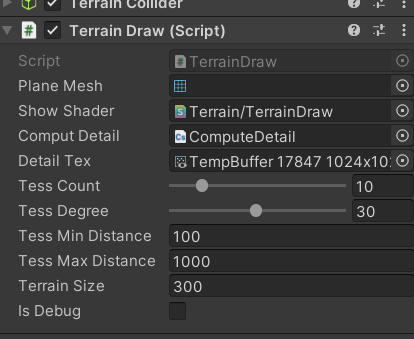 Terrain Collider
Terrain Draw (Script)
Script TerrainDraw
Plane Mesh
Show Shader Terrain/TerrainDraw
Comput Detail ComputeDetail
Detail Tex TempBuffer 17847 1024x10
Tess Count 10
Tess Degree 30
Tess Min Distance 100
Tess Max Distance 1000
Terrain Size 300
Is Debug